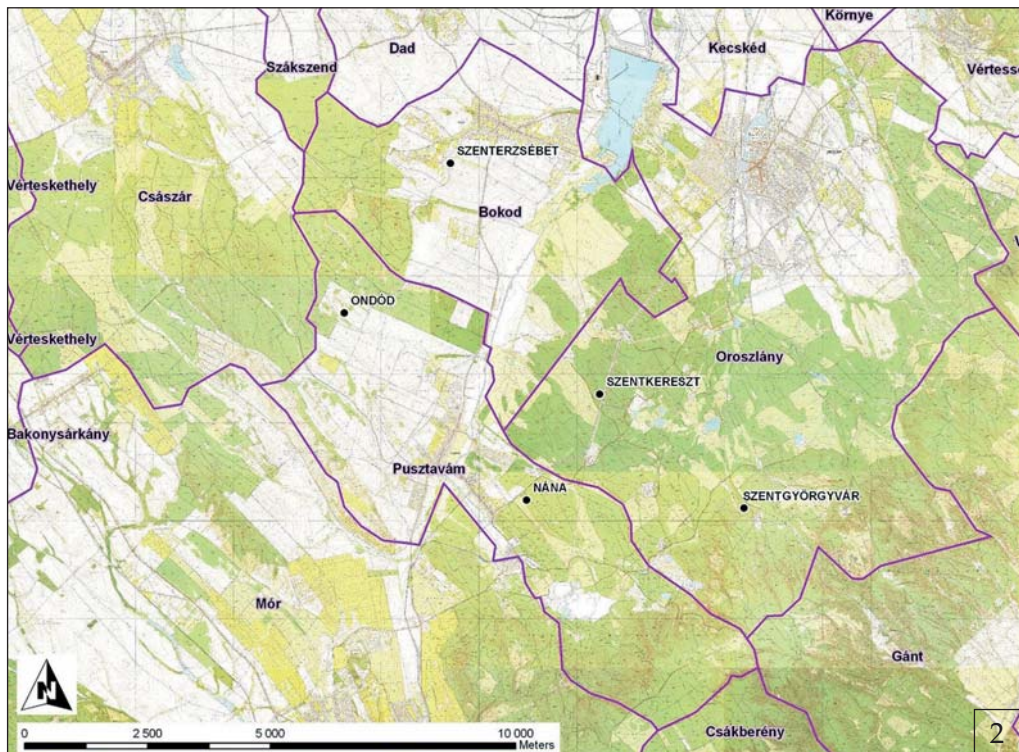 Környe
Dad
Kecskéd
Szákszend
Vértess
SZENTERZSÉBET
Vérteskethely
Császár
Bokod
V
ONDÓD
Vérteskethely
Oroszlány
SZENTKERESZT
Bakonysárkány
Pusztavám
NÁNA
SZENTGYÖRGYVÁR
Mór
Gánt
N
Csákberény
0 2 500 5 000 10 000
Meters
2